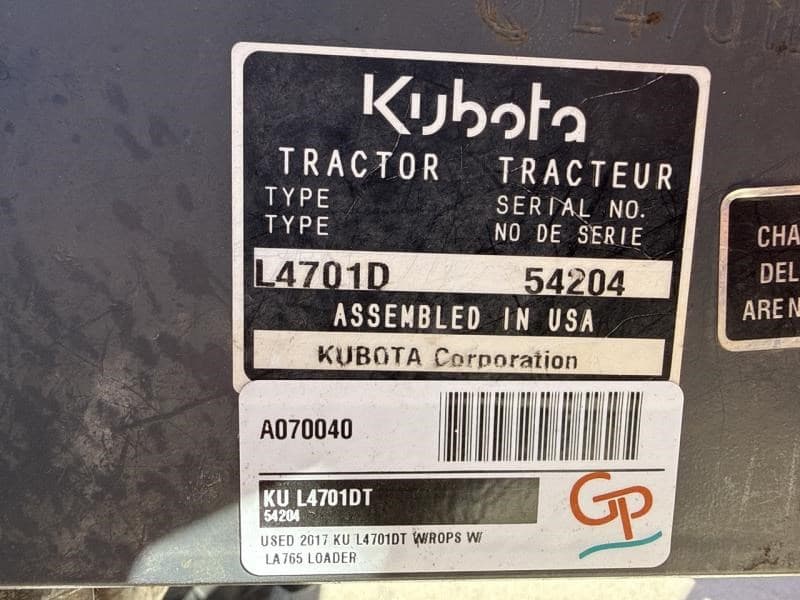 L470
Kubota
TRACTOR TRACTEUR
TYPE SERIAL NO.
TYPE NO DE SERIE
L4701D 54204
ASSEMBLED IN USA
KUBOTA Corporation
CHA
DEL
ARE N
A070040
KU L4701DT
54204
GP
USED 2017 KU L4701DT W/ROPS W/
LA765 LOADER